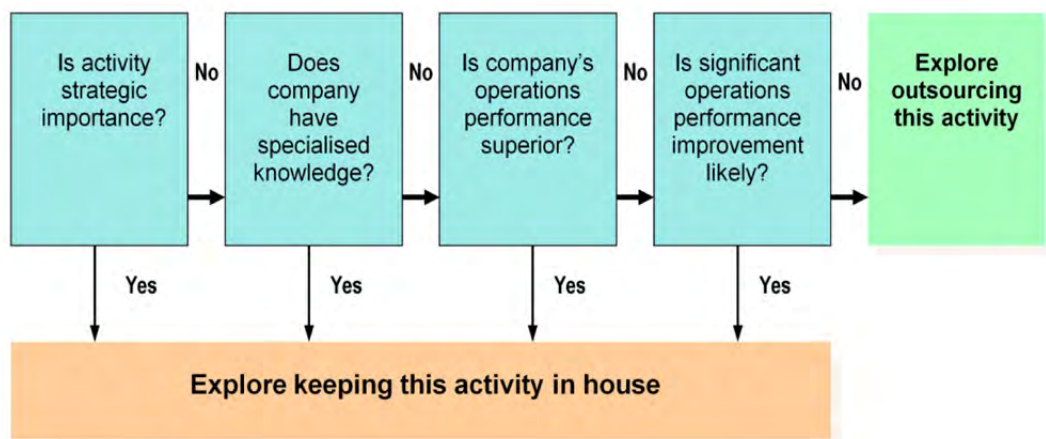 Is activity
strategic
importance?
No
Does
company
have
specialised
knowledge?
No
Is company's
operations
performance
superior?
No
Is significant
operations
performance
improvement
likely?
No
Explore
outsourcing
this activity
Yes
Yes
Yes
Yes
Explore keeping this activity in house